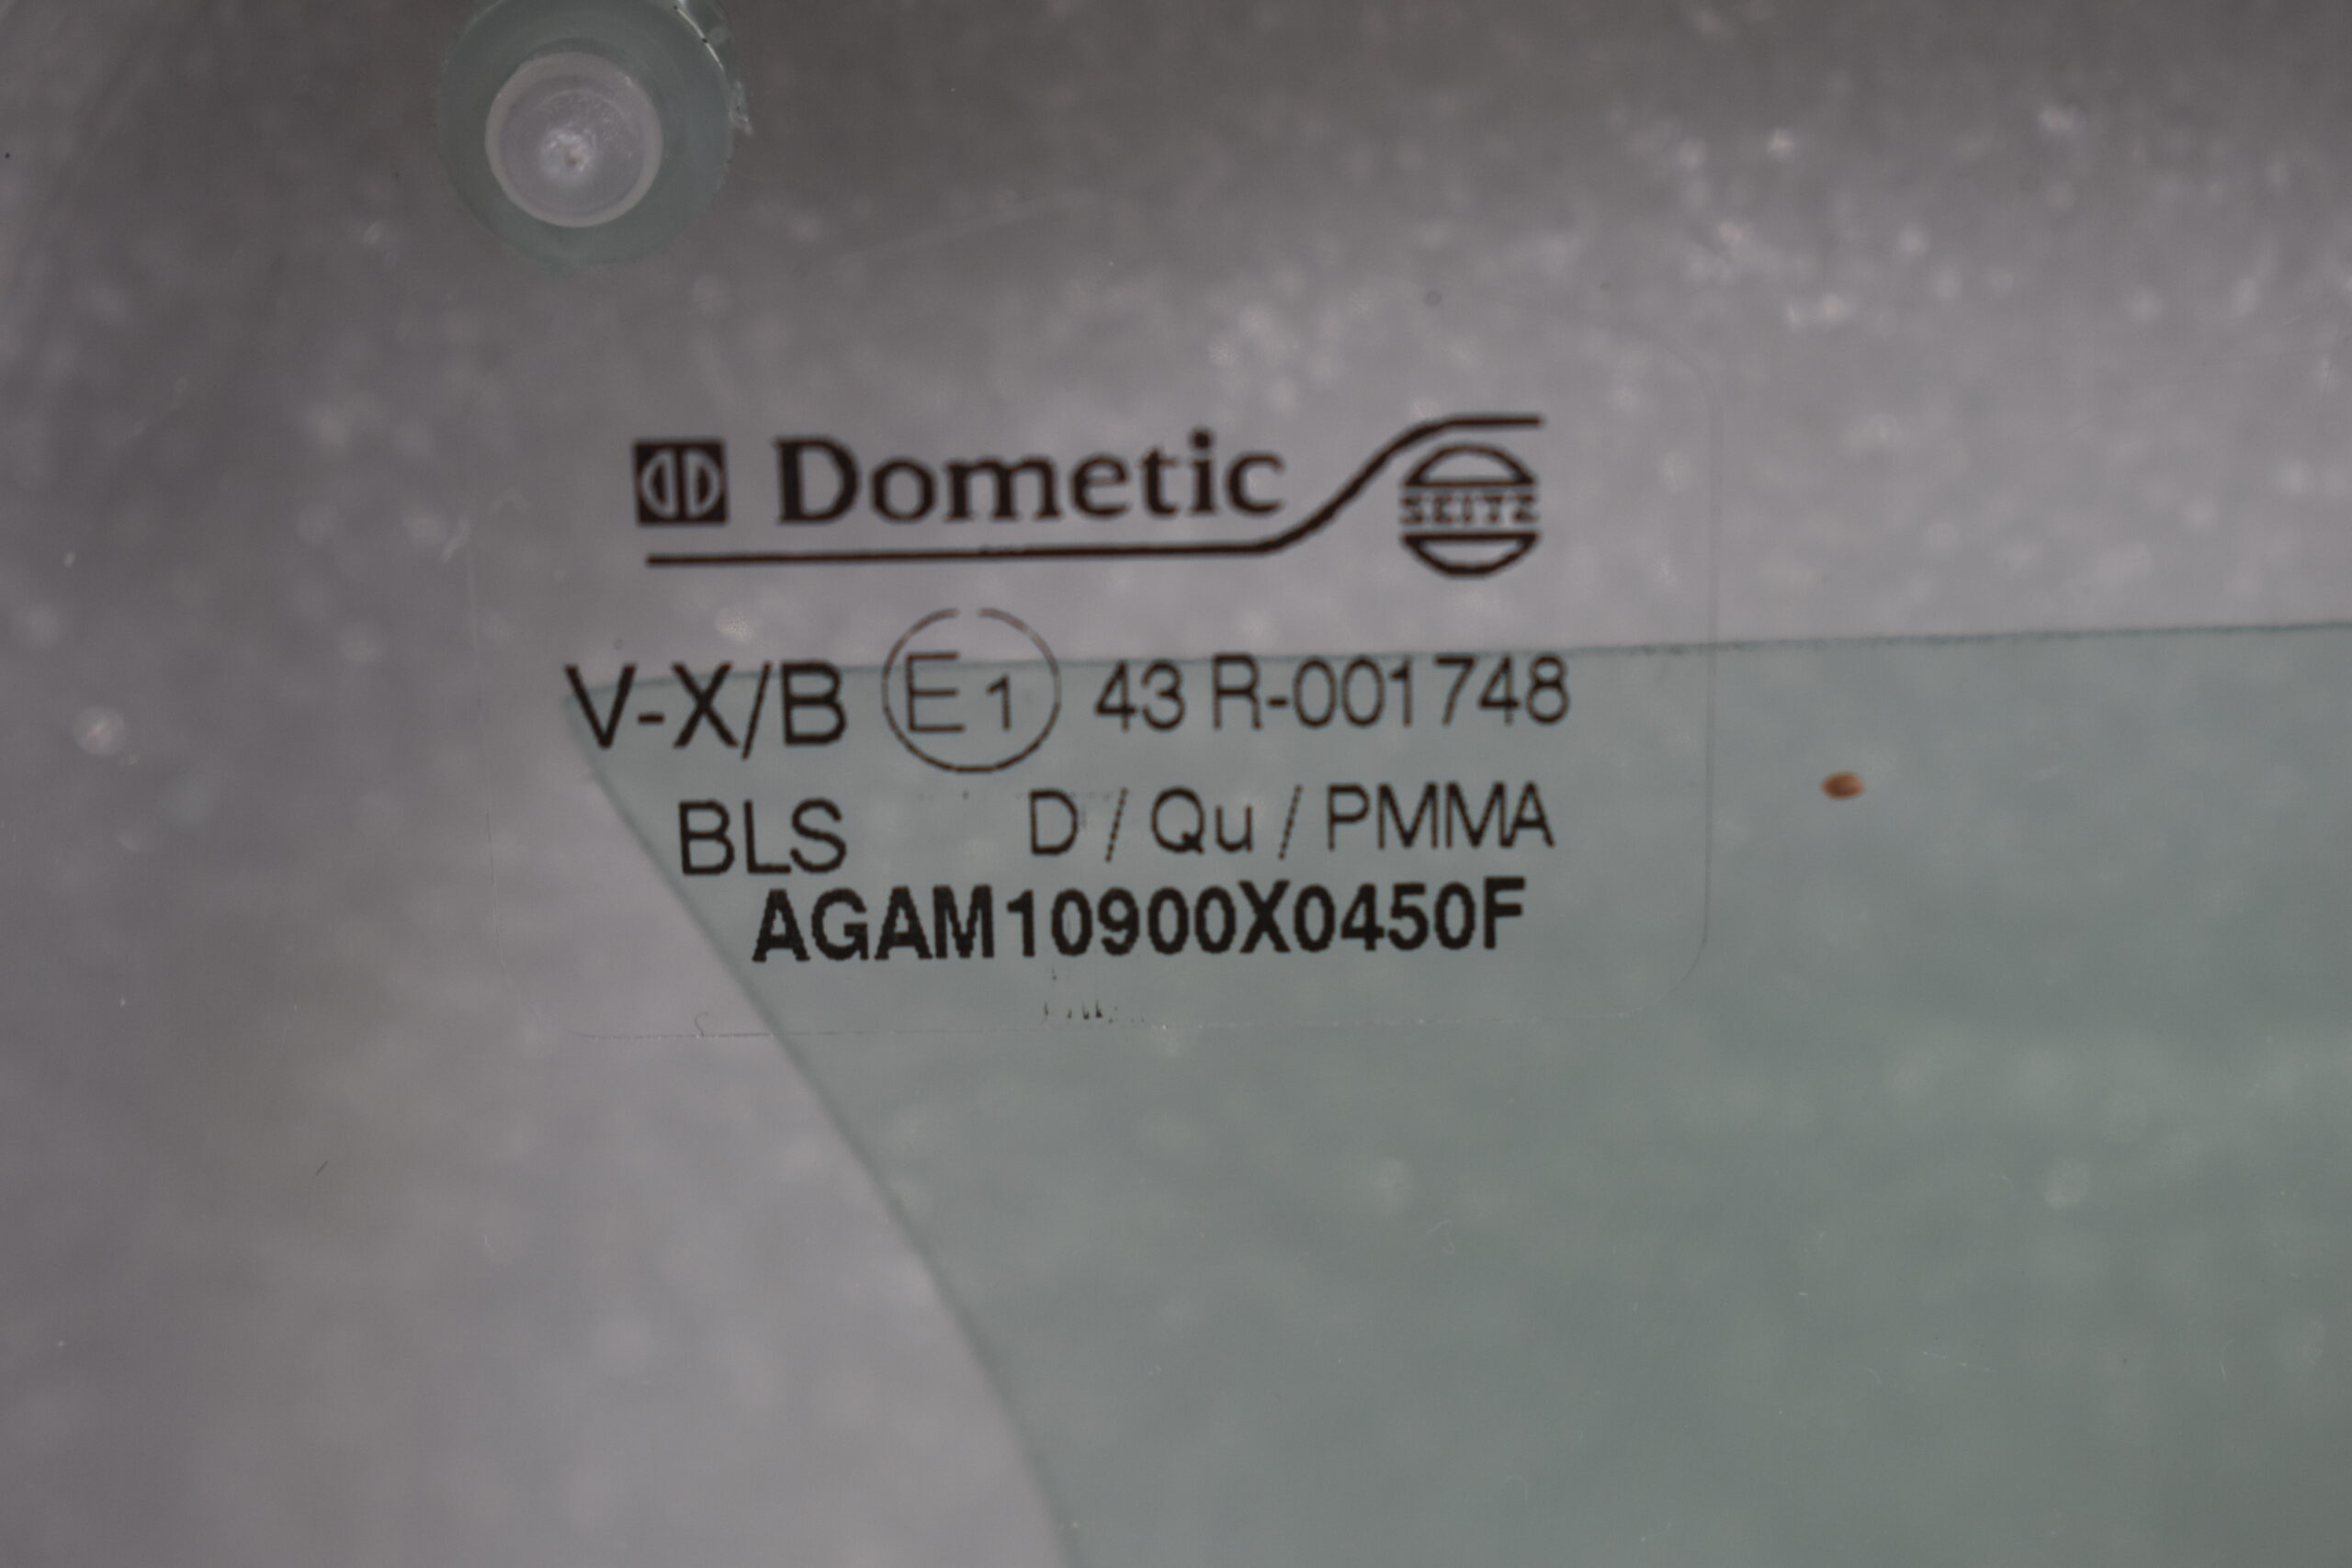 Dometic SEITZ
V-X/B E1 43 R-001748
BLS D / Qu / PMMA
AGAM10900X0450F